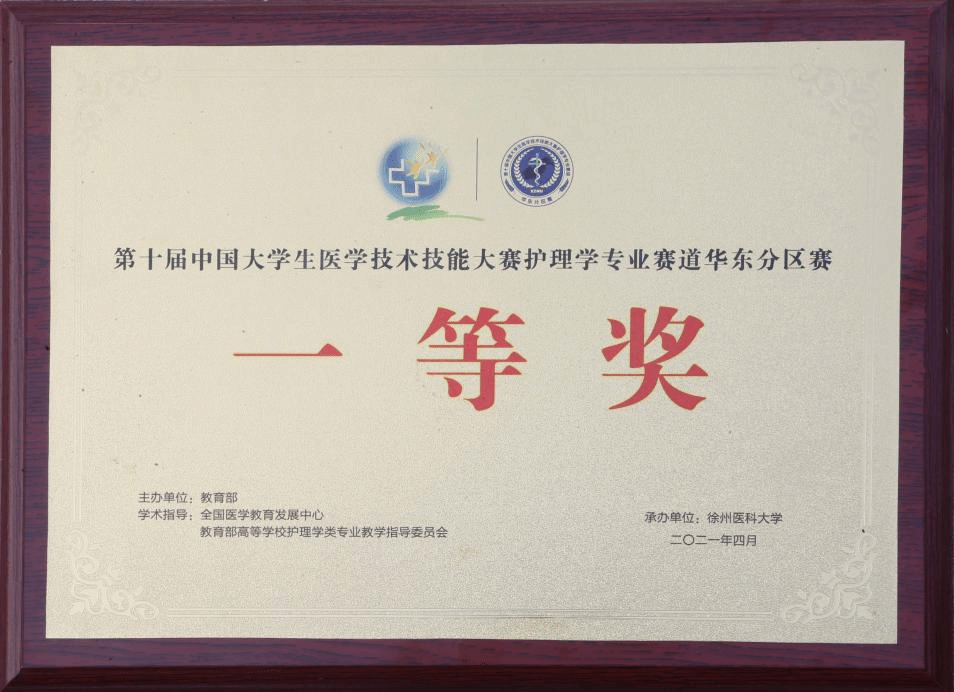 第十届中国大学生医学技术技能大赛护理学专业赛道华东分区赛
一等奖
主办单位：教育部
学术指导：全国医学教育发展中心
教育部高等学校护理学类专业教学指导委员会
承办单位：徐州医科大学
二〇二一年四月